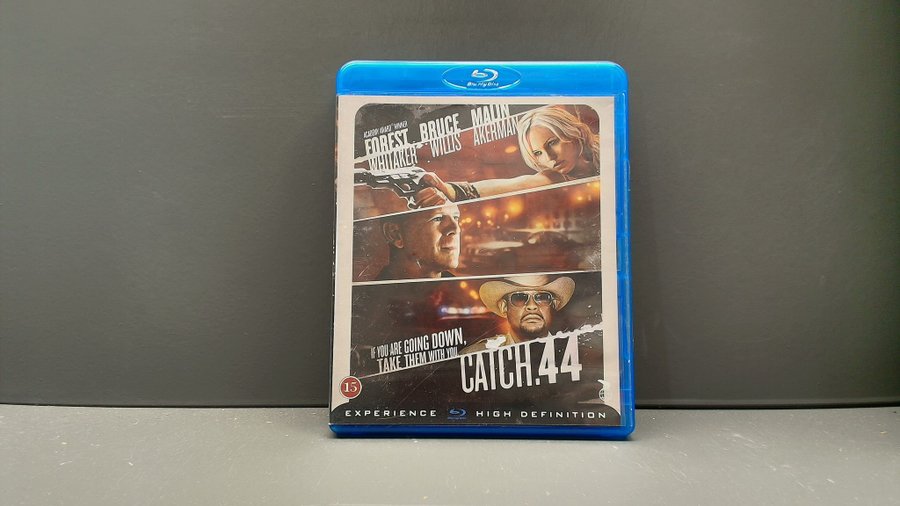 Blu-ray Disc
ACADEMY AWARD WINNER
FOREST WHITAKER
BRUCE WILLIS
MALIN AKERMAN
IF YOU ARE GOING DOWN,
TAKE THEM WITH YOU
CATCH.44
15
EXPERIENCE HIGH DEFINITION